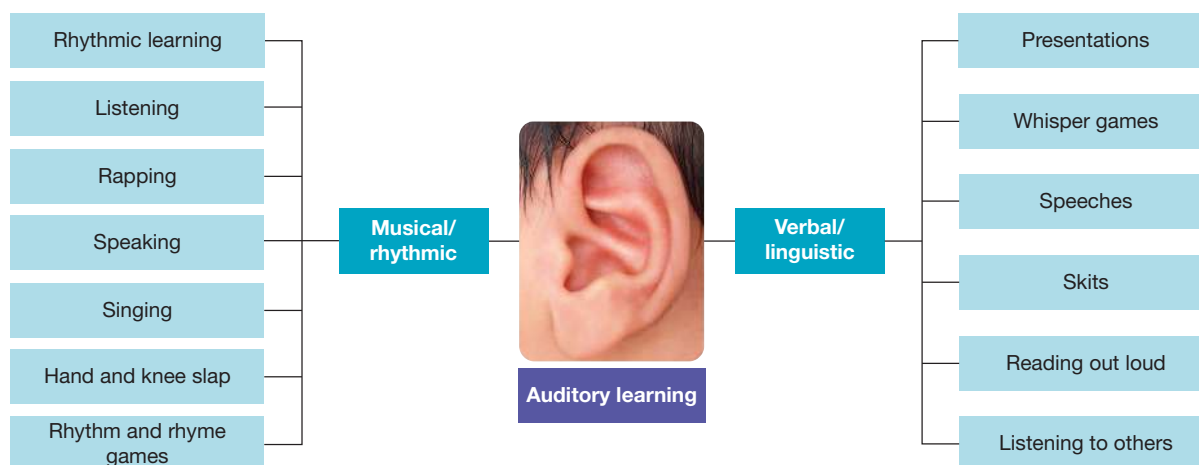 Rhythmic learning
Listening
Rapping
Speaking
Singing
Hand and knee slap
Rhythm and rhyme
games
Musical/
rhythmic
Auditory learning
Verbal/
linguistic
Presentations
Whisper games
Speeches
Skits
Reading out loud
Listening to others